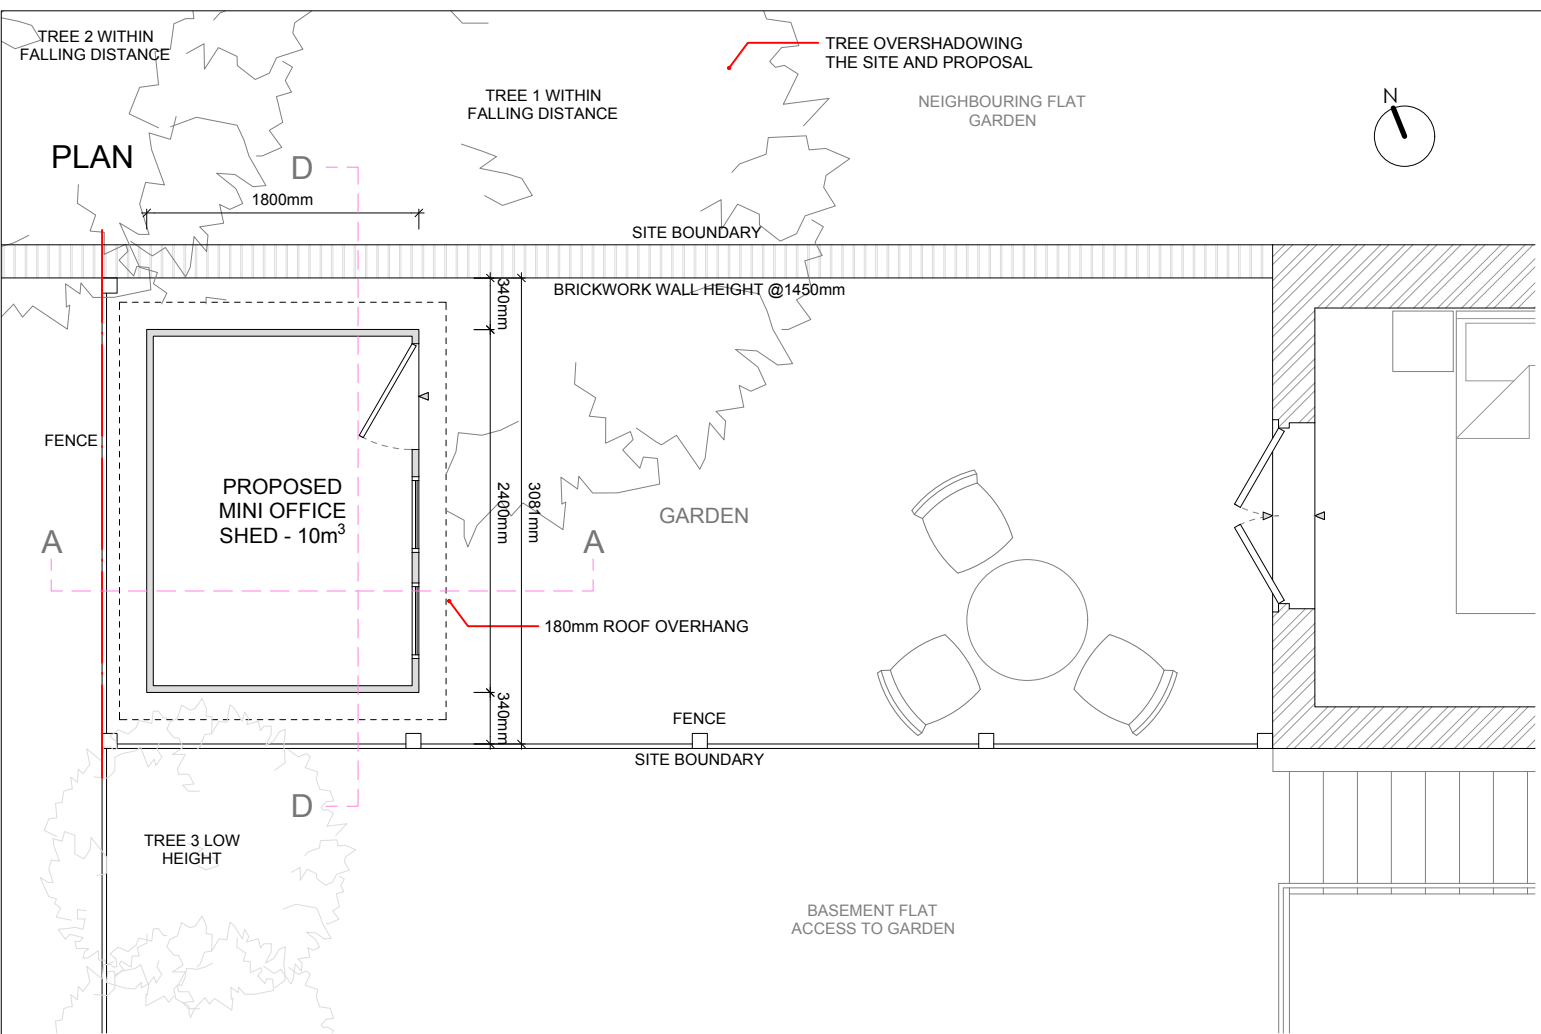 TREE 2 WITHIN
FALLING DISTANCE
TREE OVERSHADOWING
THE SITE AND PROPOSAL
TREE 1 WITHIN
FALLING DISTANCE
NEIGHBOURING FLAT
GARDEN
N
PLAN
D
1800mm
SITE BOUNDARY
340mm
BRICKWORK WALL HEIGHT @1450mm
FENCE
PROPOSED
MINI OFFICE
SHED - 10m³
2400mm
3081mm
GARDEN
A
A
180mm ROOF OVERHANG
340mm
FENCE
SITE BOUNDARY
D
TREE 3 LOW
HEIGHT
BASEMENT FLAT
ACCESS TO GARDEN